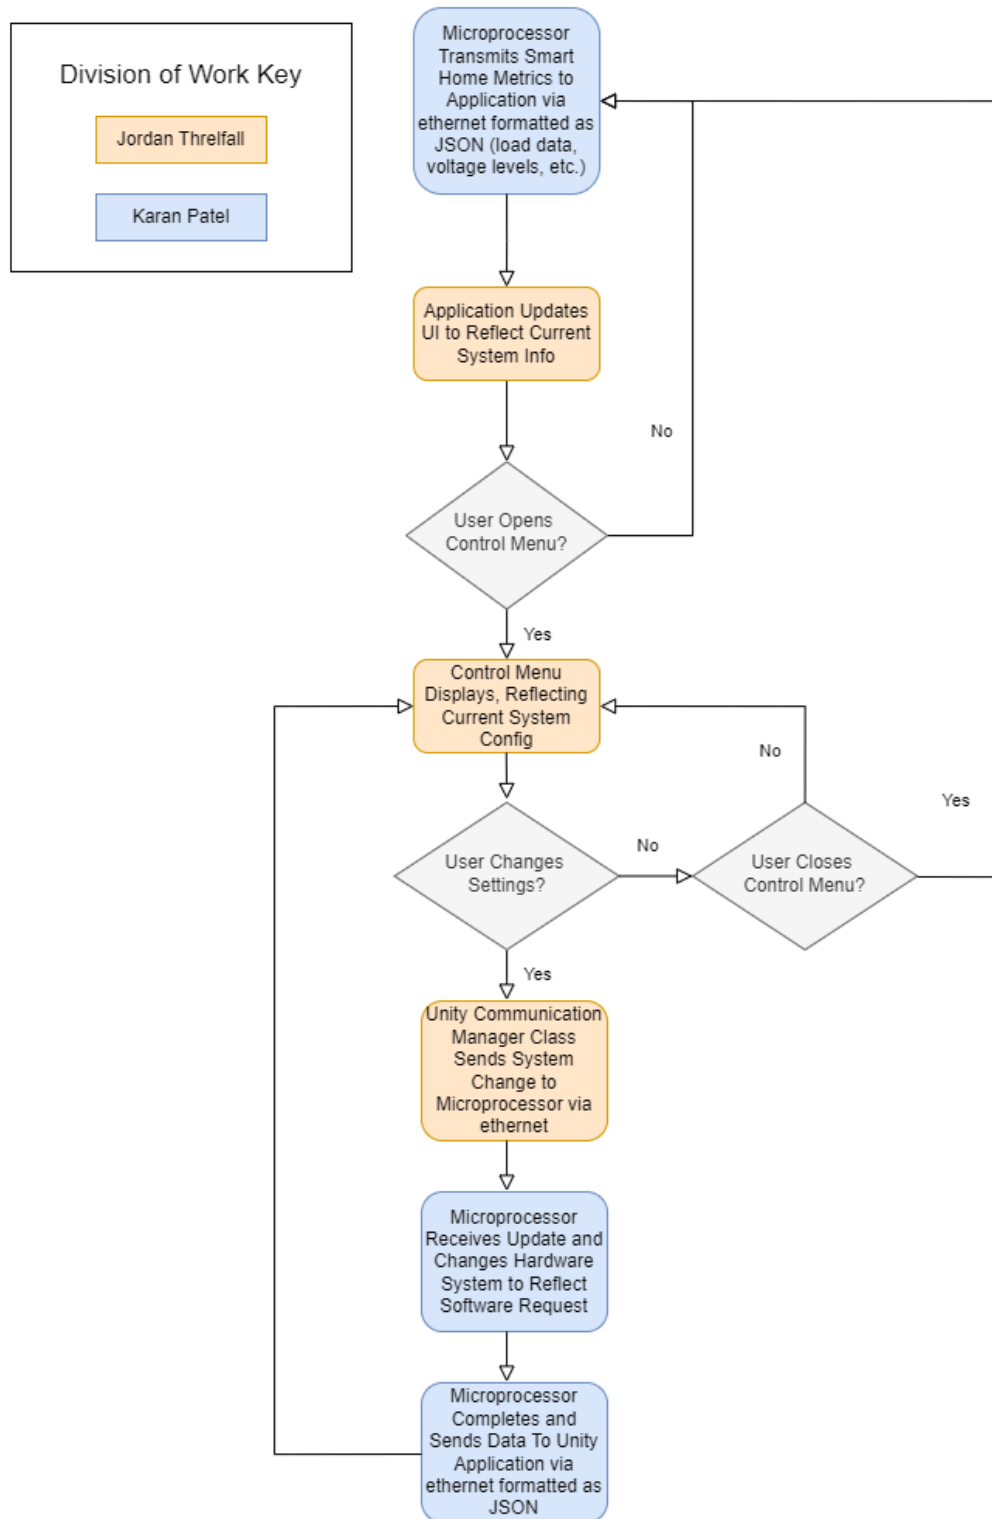 Division of Work Key
Jordan Threlfall
Karan Patel
Microprocessor
Transmits Smart
Home Metrics to
Application via
ethernet formatted as
JSON (load data,
voltage levels, etc.)
Application Updates
UI to Reflect Current
System Info
No
User Opens
Control Menu?
Yes
Control Menu
Displays, Reflecting
Current System
Config
No
Yes
User Changes
Settings?
No
User Closes
Control Menu?
Yes
Unity Communication
Manager Class
Sends System
Change to
Microprocessor via
ethernet
Microprocessor
Receives Update and
Changes Hardware
System to Reflect
Software Request
Microprocessor
Completes and
Sends Data To Unity
Application via
ethernet formatted as
JSON